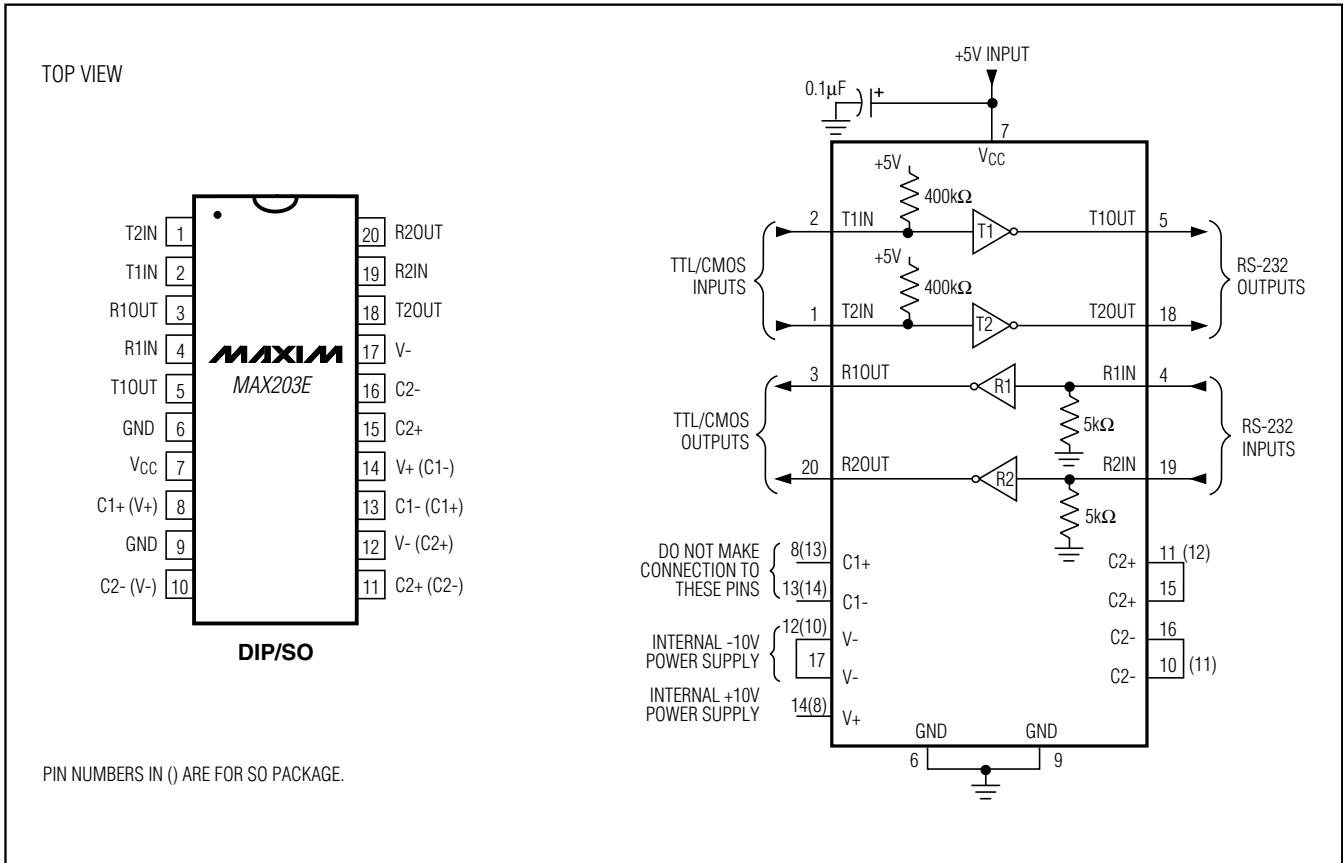 TOP VIEW
T2IN 1
T1IN 2
R1OUT 3
R1IN 4
T1OUT 5
GND 6
VCC 7
C1+ (V+) 8
GND 9
C2- (V-) 10
20 R2OUT
19 R2IN
18 T2OUT
17 V-
16 C2-
15 C2+
14 V+ (C1-)
13 C1- (C1+)
12 V- (C2+)
11 C2+ (C2-)
MAXIM
MAX203E
DIP/SO
PIN NUMBERS IN () ARE FOR SO PACKAGE.
+5V INPUT
0.1µF +
7
VCC
+5V
400kΩ
TTL/CMOS
INPUTS
2 T1IN T1 T1OUT 5
+5V
400kΩ
1 T2IN T2 T2OUT 18
RS-232
OUTPUTS
TTL/CMOS
OUTPUTS
3 R1OUT R1 R1IN 4
5kΩ
20 R2OUT R2 R2IN 19
5kΩ
RS-232
INPUTS
DO NOT MAKE
CONNECTION TO
THESE PINS
8(13) C1+
13(14) C1-
INTERNAL -10V
POWER SUPPLY
12(10) V-
17 V-
INTERNAL +10V
POWER SUPPLY
14(8) V+
C2+ 11 (12)
C2+ 15
C2- 16
C2- 10 (11)
GND GND
6 9